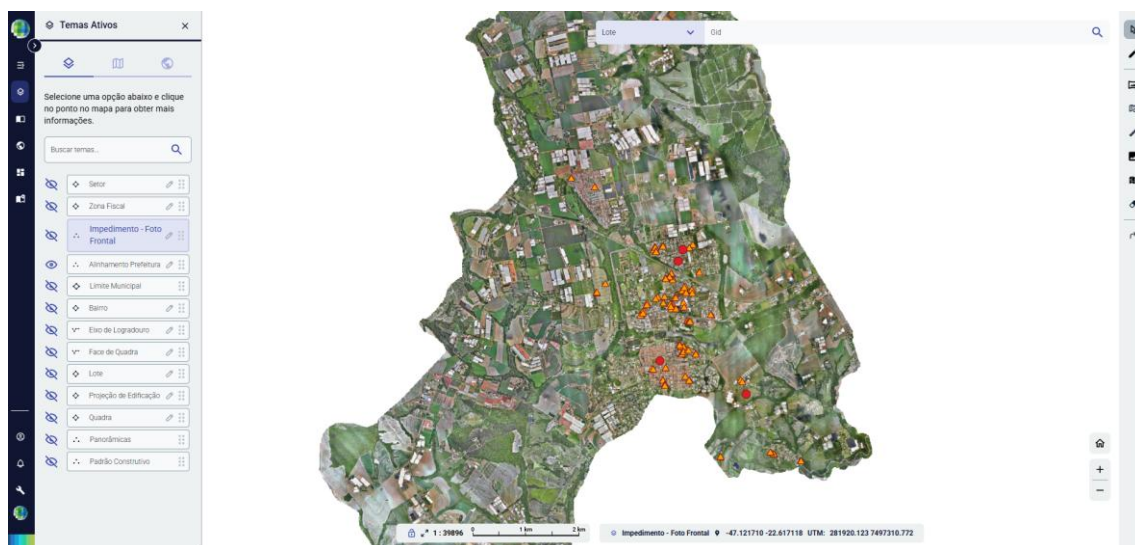 Temas Ativos
Selecione uma opção abaixo e clique
no ponto no mapa para obter mais
informações.
Buscar temas...
Setor
Zona Fiscal
Impedimento - Foto
Frontal
Alinhamento Prefeitura
Limite Municipal
Bairro
Eixo de Logradouro
Face de Quadra
Lote
Projeção de Edificação
Quadra
Panorâmicas
Padrão Construtivo
Lote
Gid
1 : 39896
0 1 km 2 km
Impedimento - Foto Frontal -47.121710 -22.617118 UTM: 281920.123 7497310.772